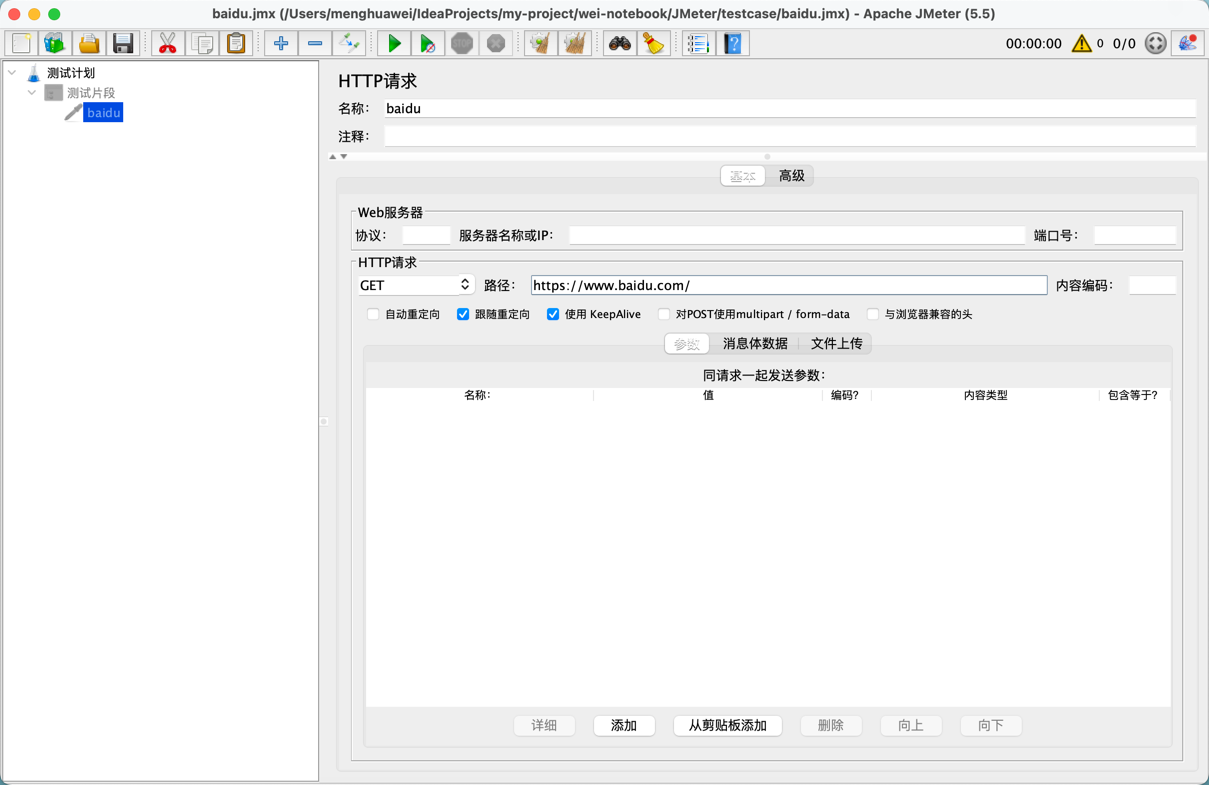 baidu.jmx (/Users/menghuawei/IdeaProjects/my-project/wei-notebook/JMeter/testcase/baidu.jmx) - Apache JMeter (5.5)
00:00:00 0 0/0
测试计划
测试片段
baidu
HTTP请求
名称： baidu
注释：
基本 高级
Web服务器
协议： 服务器名称或IP： 端口号：
HTTP请求
GET 路径： https://www.baidu.com/ 内容编码：
自动重定向 跟随重定向 使用 KeepAlive 对POST使用multipart / form-data 与浏览器兼容的头
参数 消息体数据 文件上传
同请求一起发送参数：
名称： 值 编码? 内容类型 包含等于?
详细 添加 从剪贴板添加 删除 向上 向下